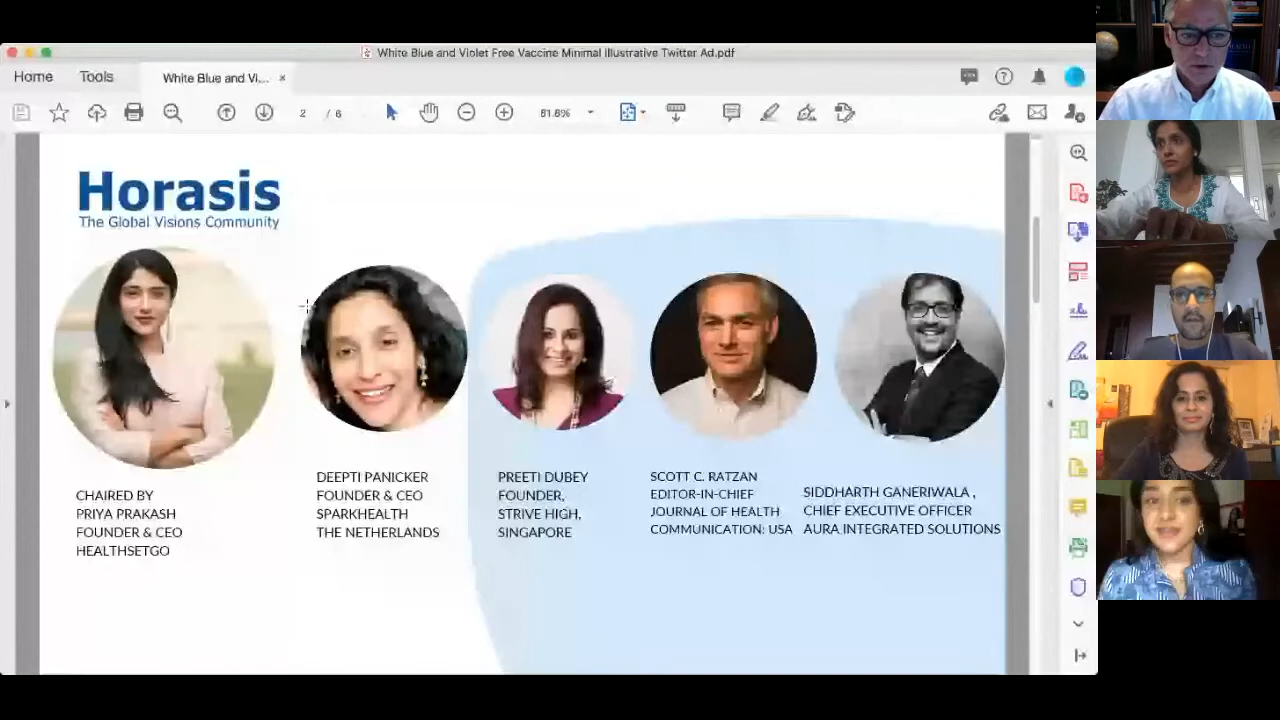 White Blue and Violet Free Vaccine Minimal Illustrative Twitter Ad.pdf
Home
Tools
White Blue and Vi...
2 / 6
61.8%
Horasis
The Global Visions Community
CHAIRED BY
PRIYA PRAKASH
FOUNDER & CEO
HEALTHSETGO
DEEPTI PANICKER
FOUNDER & CEO
SPARKHEALTH
THE NETHERLANDS
PREETI DUBEY
FOUNDER,
STRIVE HIGH,
SINGAPORE
SCOTT C. RATZAN
EDITOR-IN-CHIEF
JOURNAL OF HEALTH
COMMUNICATION: USA
SIDDHARTH GANERIWALA ,
CHIEF EXECUTIVE OFFICER
AURA INTEGRATED SOLUTIONS